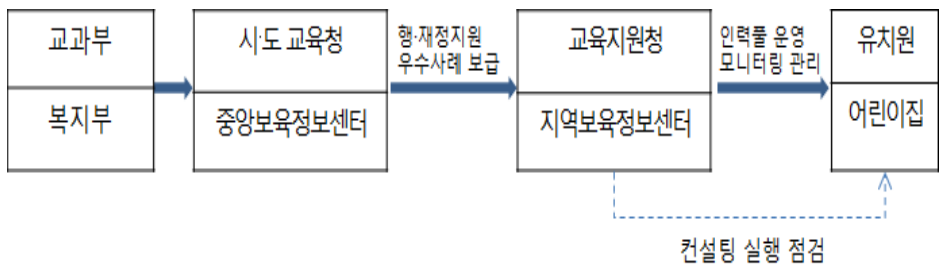 교과부
복지부
시·도 교육청
중앙보육정보센터
행·재정지원
우수사례 보급
교육지원청
지역보육정보센터
인력풀 운영
모니터링 관리
유치원
어린이집
컨설팅 실행 점검